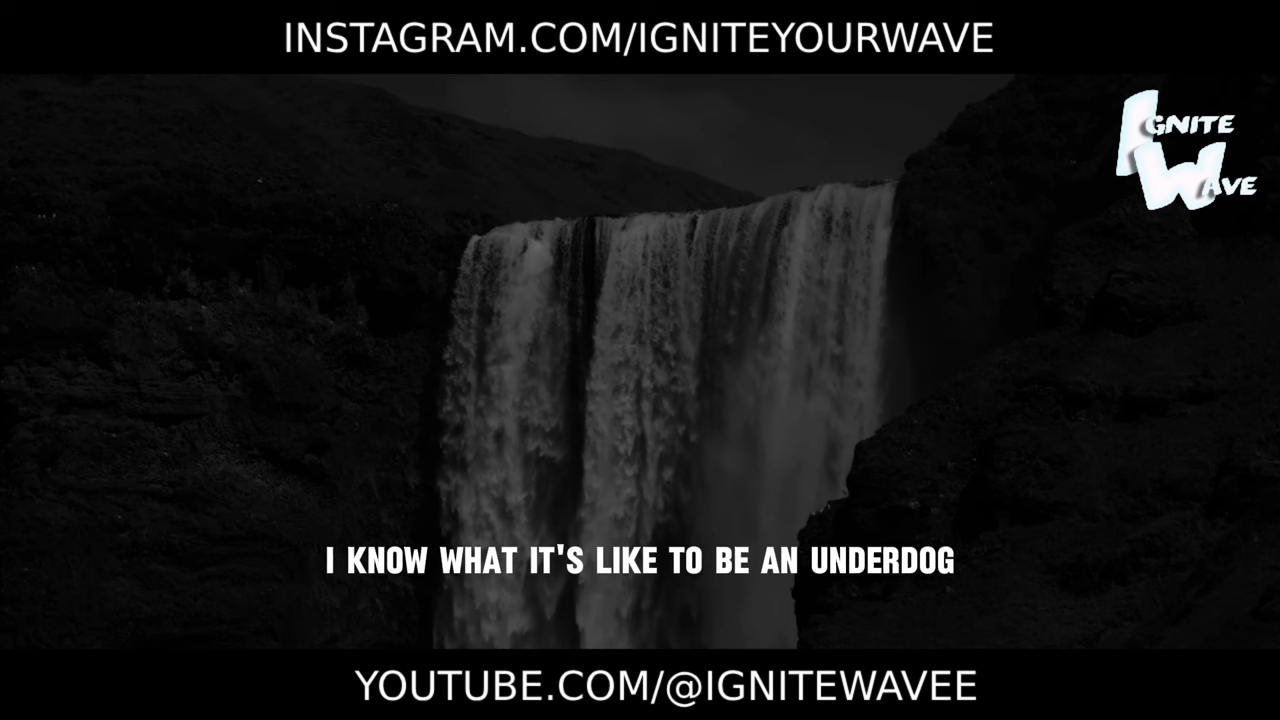 INSTAGRAM.COM/IGNITEYOURWAVE
IGNITE
WAVE
I KNOW WHAT IT'S LIKE TO BE AN UNDERDOG
YOUTUBE.COM/@IGNITEWAVEE